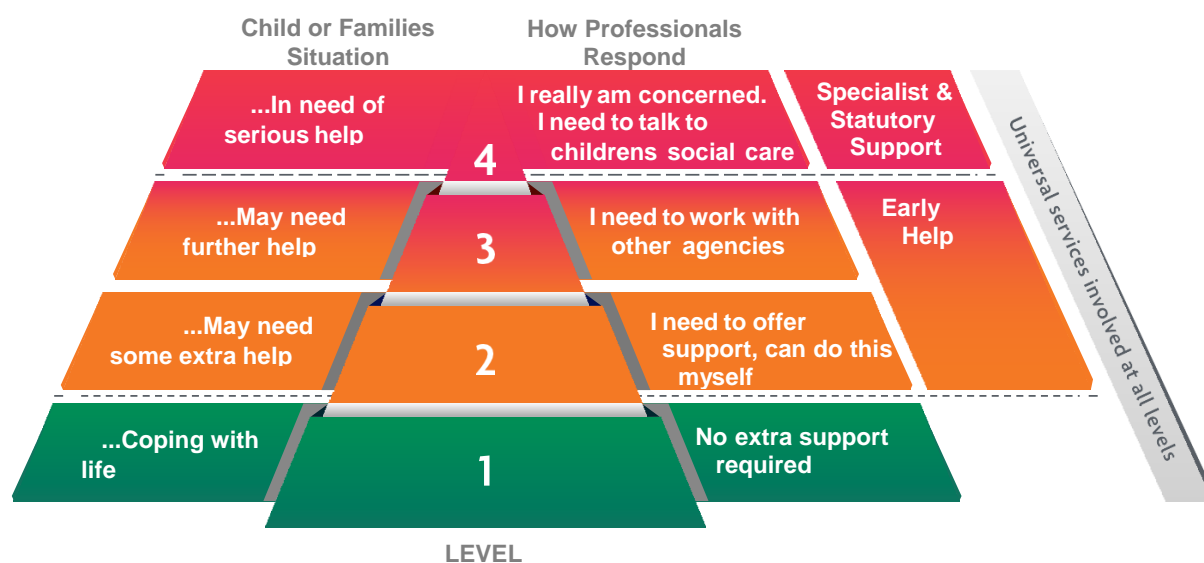 Child or Families
Situation
How Professionals
Respond
...In need of
serious help
4
I really am concerned.
I need to talk to
childrens social care
Specialist &
Statutory
Support
...May need
further help
3
I need to work with
other agencies
Early
Help
...May need
some extra help
2
I need to offer
support, can do this
myself
...Coping with
life
1
No extra support
required
Universal services involved at all levels
LEVEL